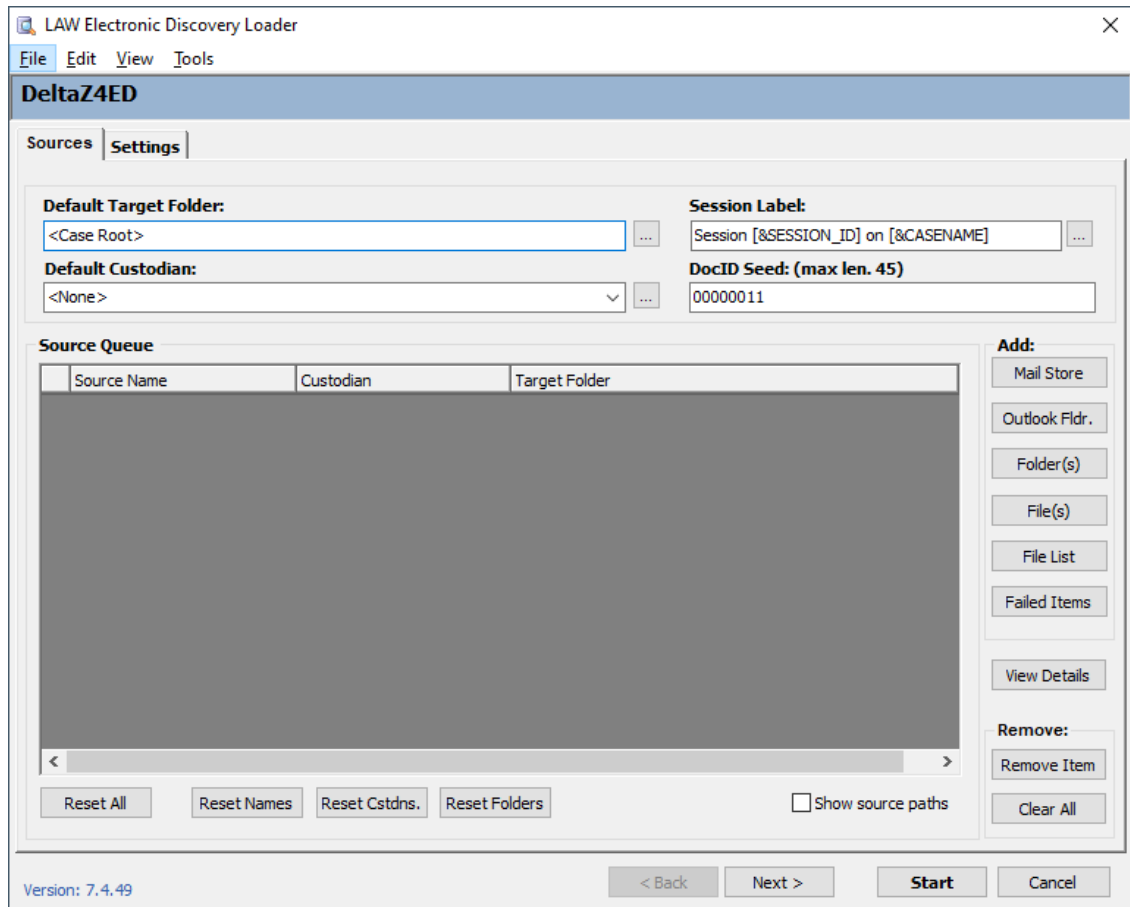 LAW Electronic Discovery Loader
File Edit View Tools
DeltaZ4ED
Sources Settings
Default Target Folder: Session Label:
<Case Root> ... Session [&SESSION_ID] on [&CASENAME] ...
Default Custodian: DocID Seed: (max len. 45)
<None> ... 00000011
Source Queue Add:
Source Name Custodian Target Folder Mail Store
Outlook Fldr.
Folder(s)
File(s)
File List
Failed Items
View Details
Remove:
Remove Item
Reset All Reset Names Reset Cstdns. Reset Folders Show source paths Clear All
Version: 7.4.49 < Back Next > Start Cancel